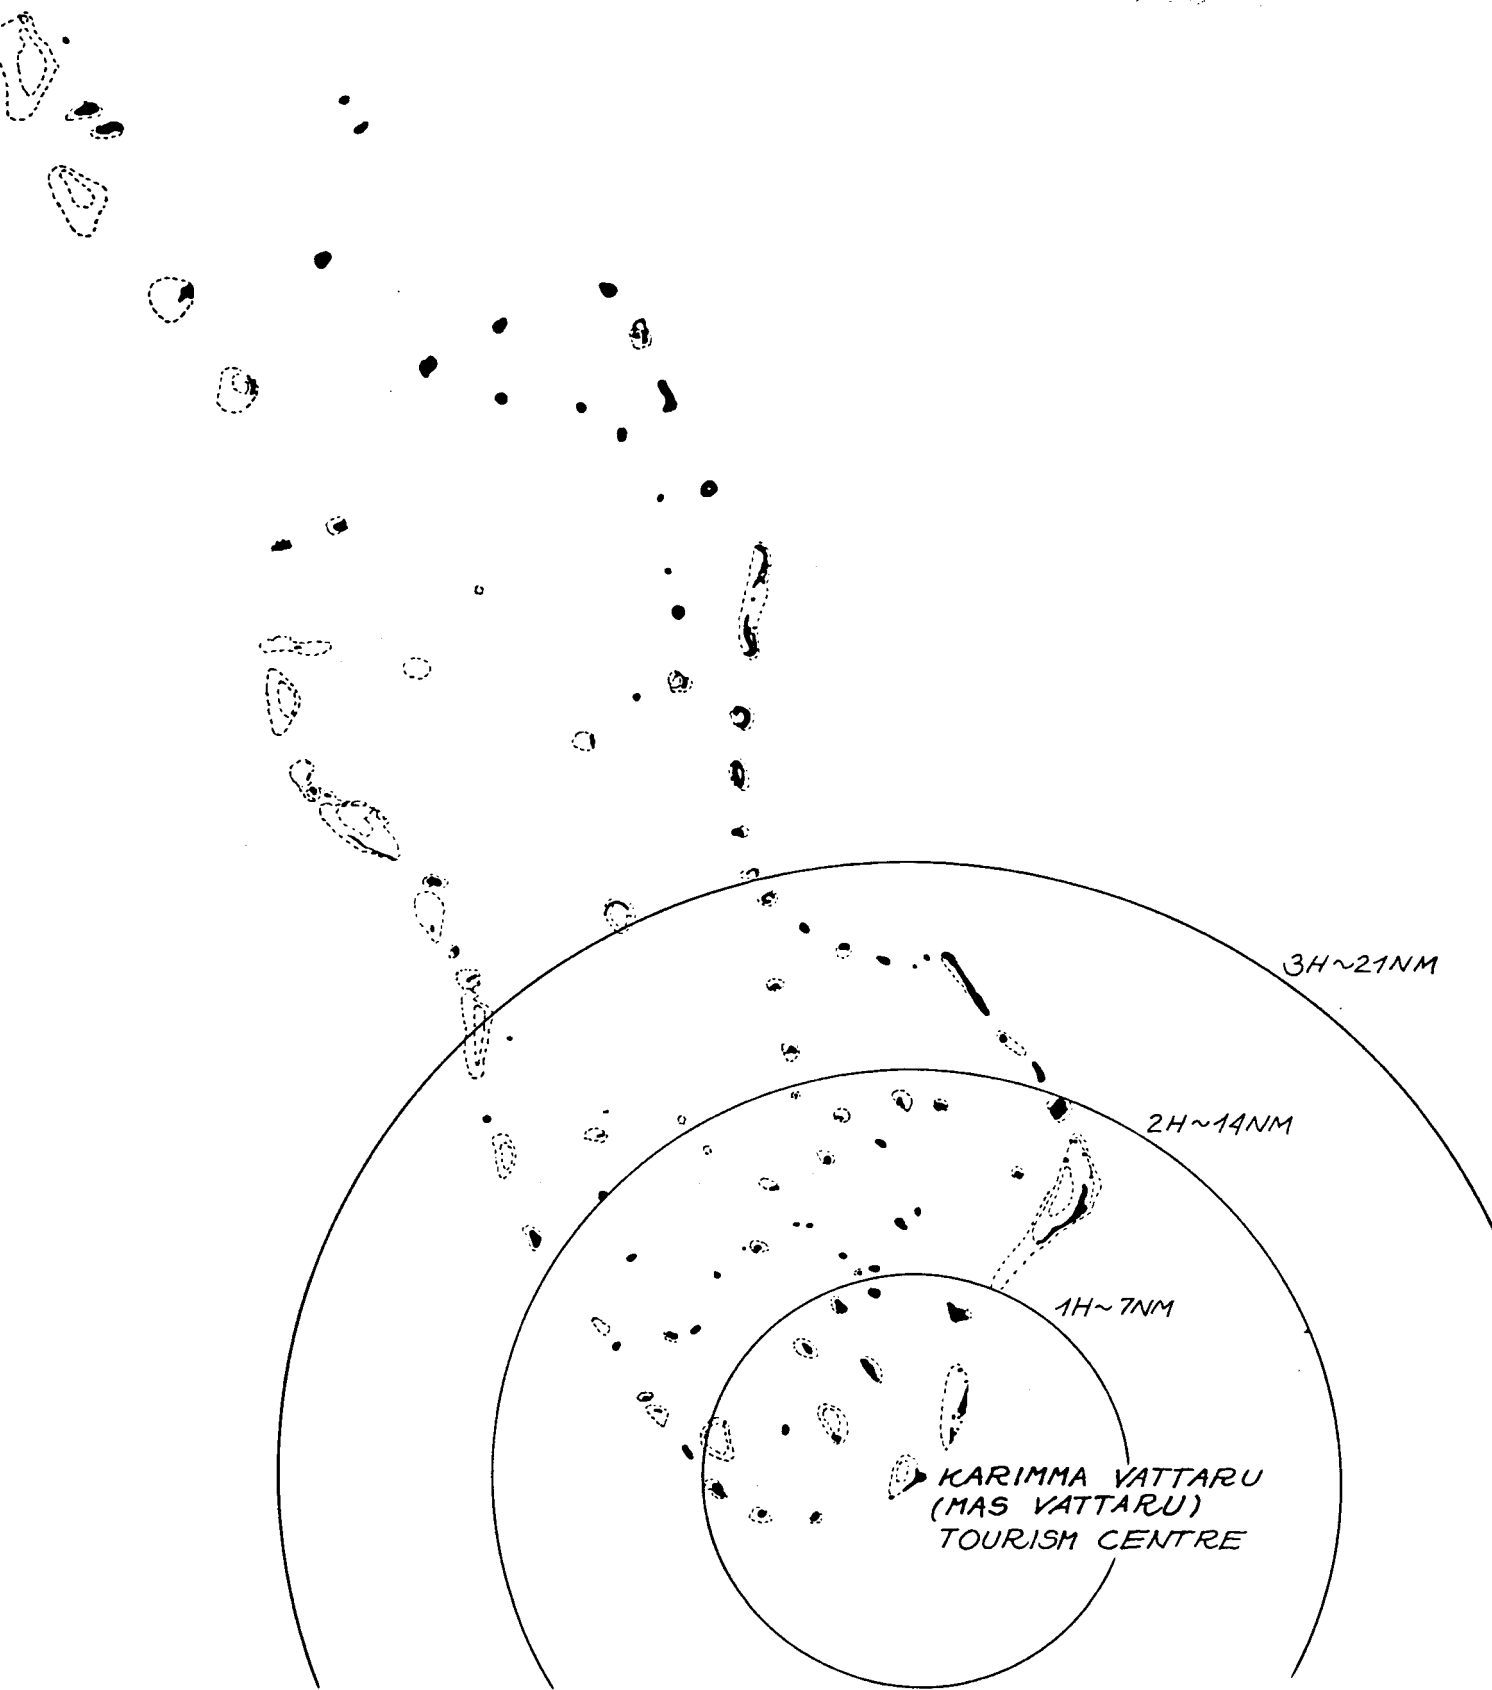 3H~21NM
2H~14NM
1H~7NM
KARIMMA VATTARU
(MAS VATTARU)
TOURISM CENTRE